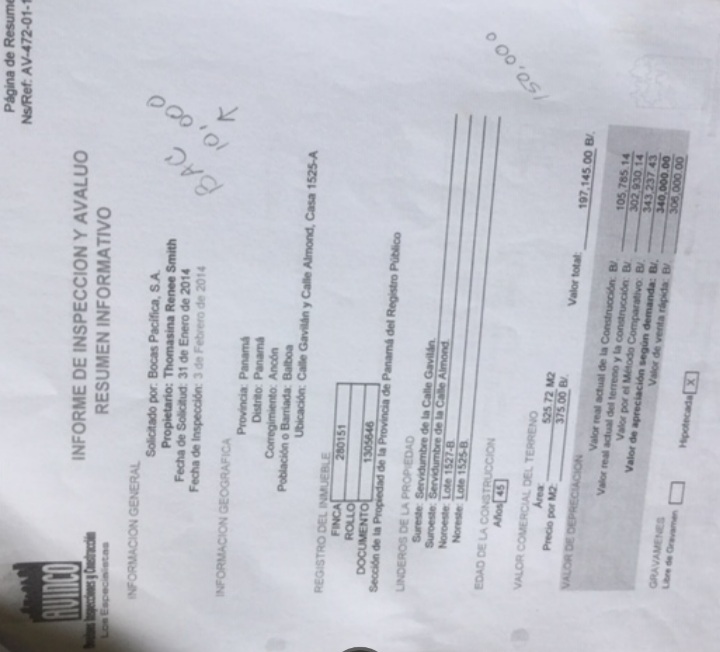 Página de Resume
Ns/Ref: AV-472-01-1
AVINCO
Avalúos Inspecciones y Construcción
Los Especialistas
INFORME DE INSPECCION Y AVALUO
RESUMEN INFORMATIVO
BAC
80
10,
K
INFORMACION GENERAL
Solicitado por: Bocas Pacífica, S.A.
Propietario: Thomasina Renee Smith
Fecha de Solicitud: 31 de Enero de 2014
Fecha de Inspección: 3 de Febrero de 2014
INFORMACION GEOGRAFICA
Provincia: Panamá
Distrito: Panamá
Corregimiento: Ancón
Población o Barriada: Balboa
Ubicación: Calle Gavilán y Calle Almond, Casa 1525-A
REGISTRO DEL INMUEBLE
FINCA 280151
ROLLO
DOCUMENTO 1305646
Sección de la Propiedad de la Provincia de Panamá del Registro Público
LINDEROS DE LA PROPIEDAD
Sureste: Servidumbre de la Calle Gavilán.
Suroeste: Servidumbre de la Calle Almond.
Noroeste: Lote 1527-B
Noreste: Lote 1525-B
EDAD DE LA CONSTRUCCION
Años 45
150,000
VALOR COMERCIAL DEL TERRENO
Área: 525.72 M2
Precio por M2: 375.00 B/. Valor total: 197,145.00 B/.
VALOR DE DEPRECIACION
Valor real actual de la Construcción: B/. 105,785.14
Valor real actual del terreno y la construcción: B/. 302,930.14
Valor por el Método Comparativo: B/. 343,237.43
Valor de apreciación según demanda: B/. 340,000.00
Valor de venta rápida: B/. 306,000.00
GRAVAMENES
Libre de Gravamen Hipotecada X